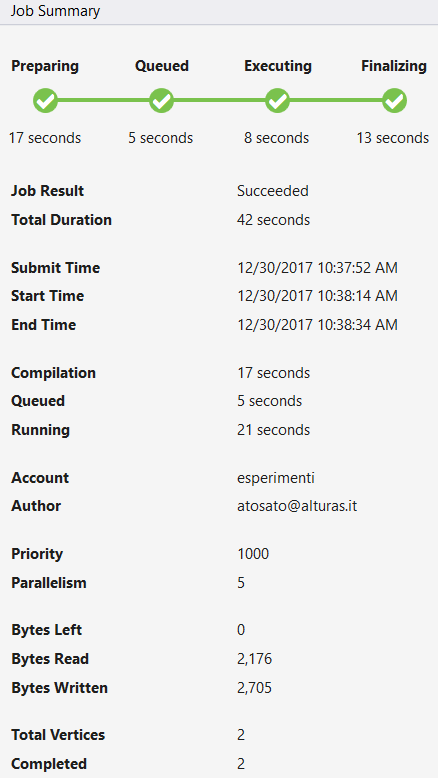 Job Summary
Preparing Queued Executing Finalizing
17 seconds 5 seconds 8 seconds 13 seconds
Job Result Succeeded
Total Duration 42 seconds
Submit Time 12/30/2017 10:37:52 AM
Start Time 12/30/2017 10:38:14 AM
End Time 12/30/2017 10:38:34 AM
Compilation 17 seconds
Queued 5 seconds
Running 21 seconds
Account esperimenti
Author atosato@alturas.it
Priority 1000
Parallelism 5
Bytes Left 0
Bytes Read 2,176
Bytes Written 2,705
Total Vertices 2
Completed 2